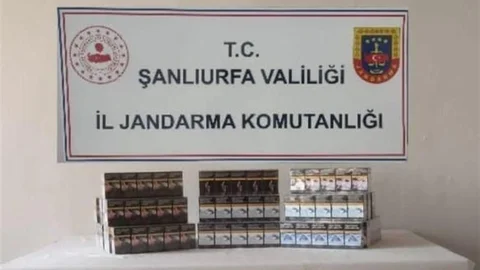 T.C.
ŞANLIURFA VALİLİĞİ
İL JANDARMA KOMUTANLIĞI